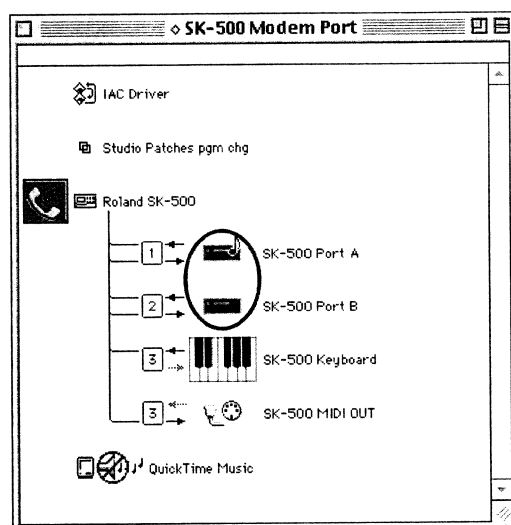 ◇ SK-500 Modem Port
IAC Driver
Studio Patches pgm chg
Roland SK-500
1
SK-500 Port A
2
SK-500 Port B
3
SK-500 Keyboard
3
SK-500 MIDI OUT
QuickTime Music